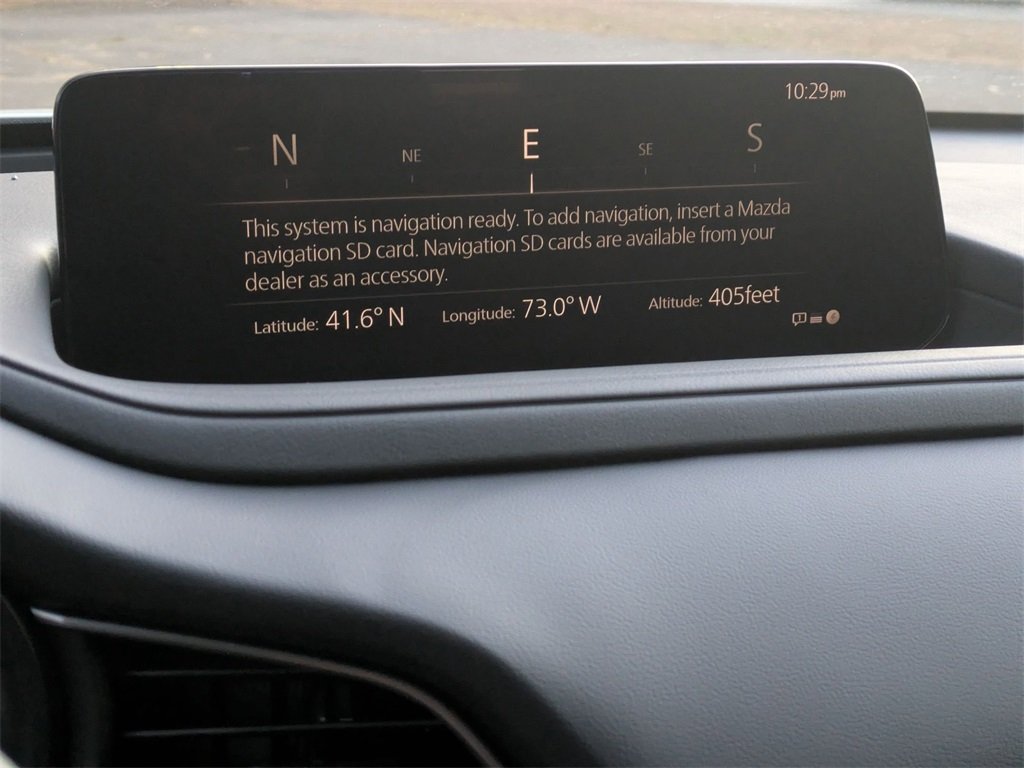 10:29pm
N NE E SE S
This system is navigation ready. To add navigation, insert a Mazda
navigation SD card. Navigation SD cards are available from your
dealer as an accessory.
Latitude: 41.6° N Longitude: 73.0° W Altitude: 405feet